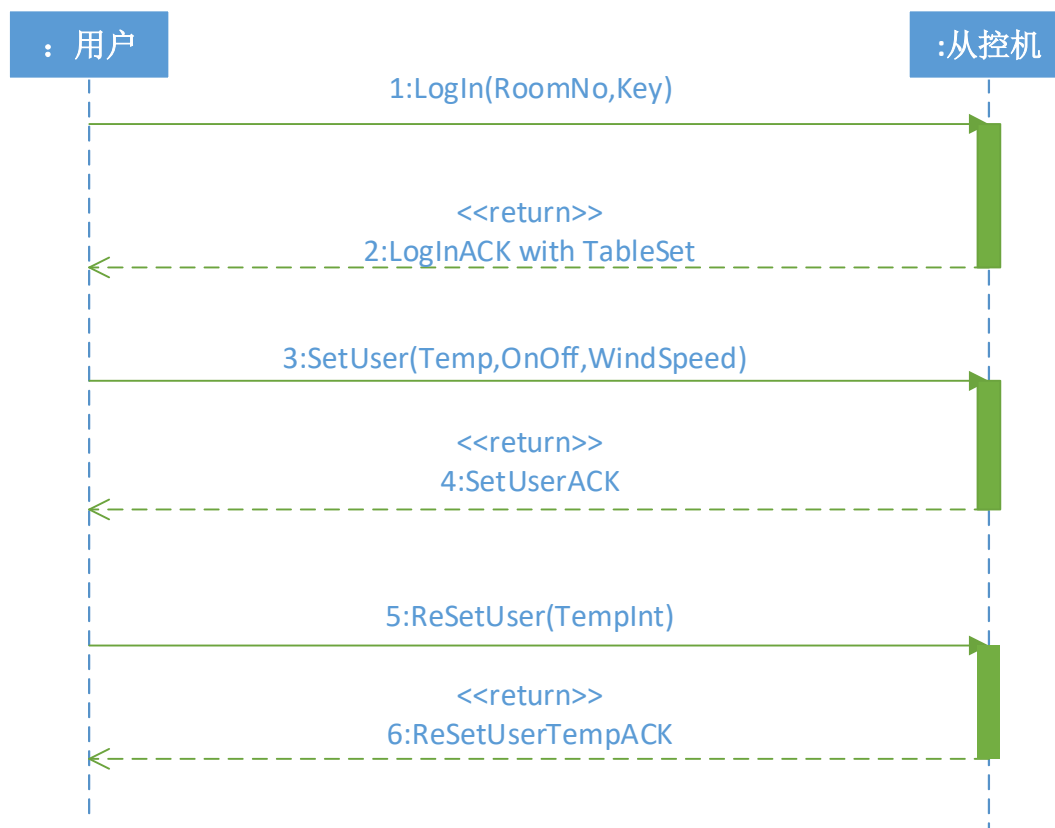 ：用户
:从控机
1:LogIn(RoomNo,Key)
<<return>>
2:LogInACK with TableSet
3:SetUser(Temp,OnOff,WindSpeed)
<<return>>
4:SetUserACK
5:ReSetUser(TempInt)
<<return>>
6:ReSetUserTempACK